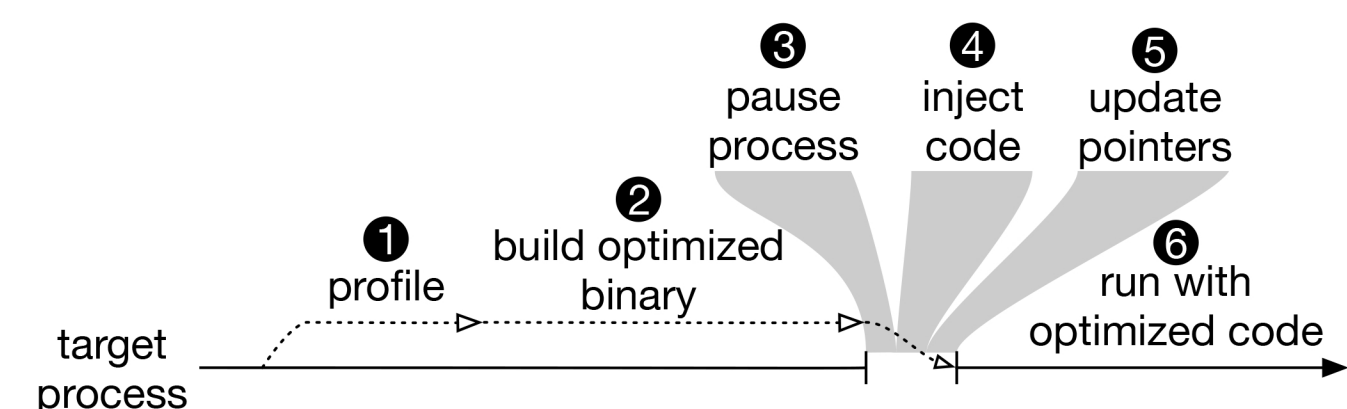 ❸
pause
process
❹
inject
code
❺
update
pointers
❶
profile
❷
build optimized
binary
❻
run with
optimized code
target
process